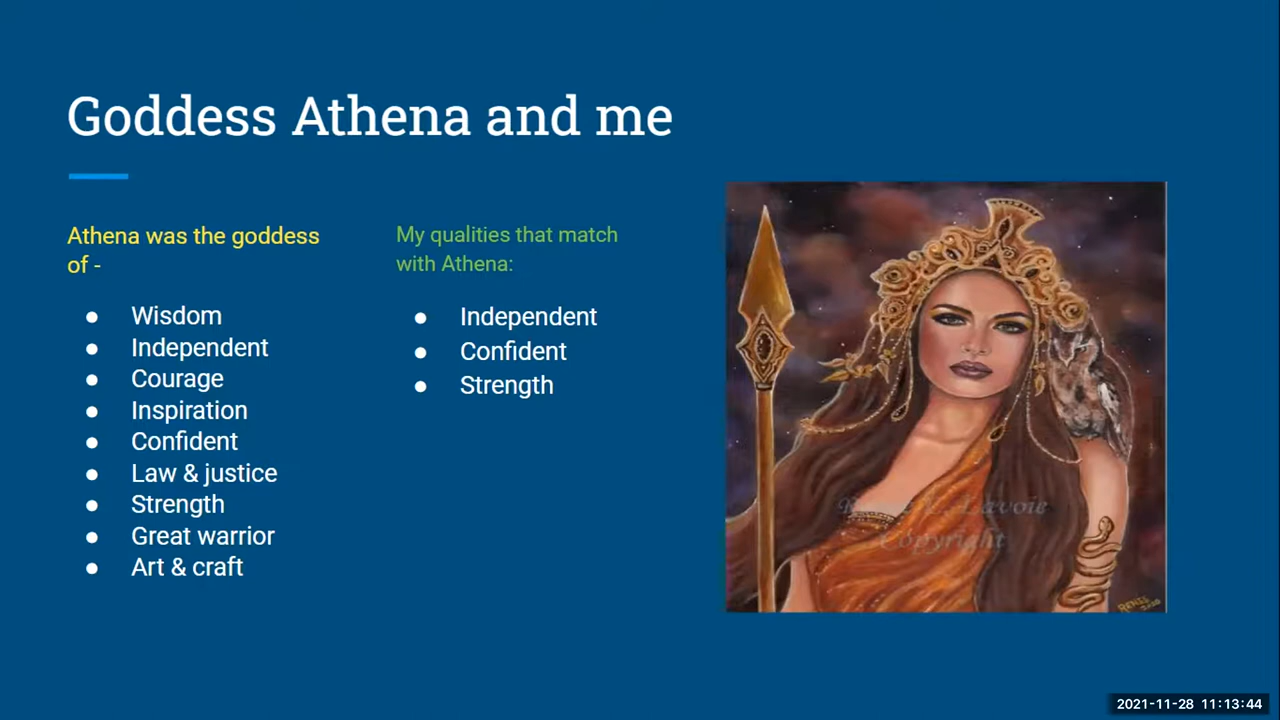 Goddess Athena and me
Athena was the goddess
of -
● Wisdom
● Independent
● Courage
● Inspiration
● Confident
● Law & justice
● Strength
● Great warrior
● Art & craft
My qualities that match
with Athena:
● Independent
● Confident
● Strength
L. Lavoie
Copyright
2021-11-28 11:13:44